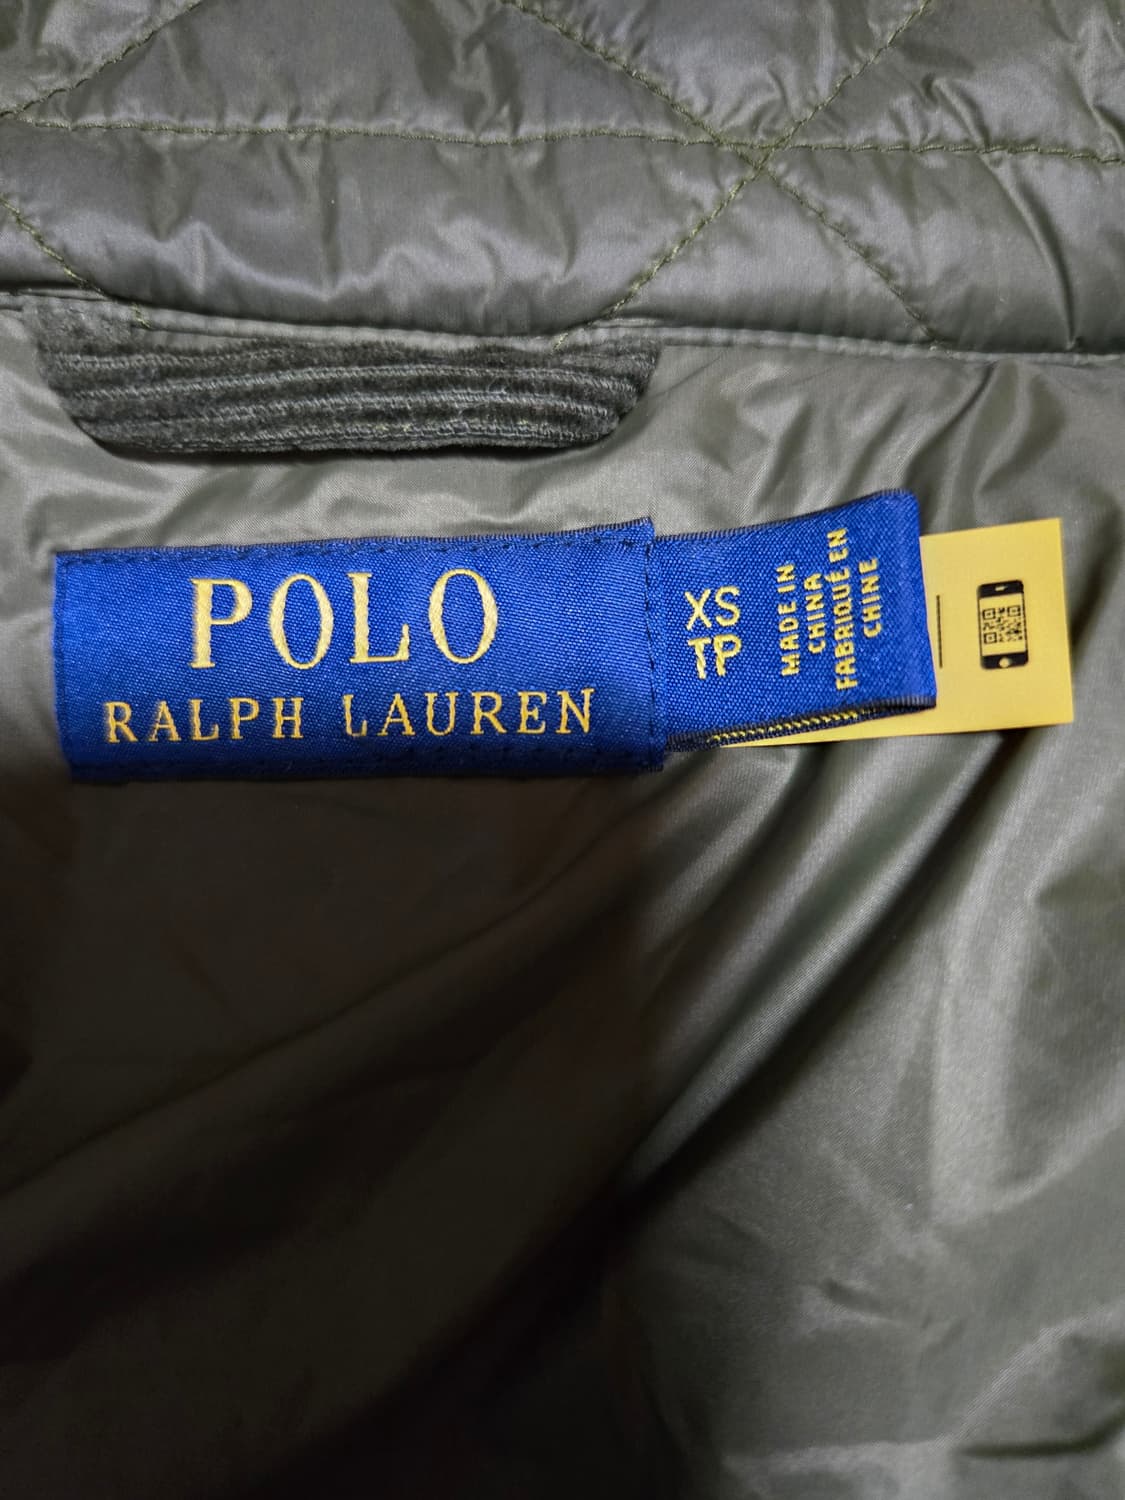 POLO
RALPH LAUREN
XS
TP
MADE IN
CHINA
FABRIQUÉ EN
CHINE